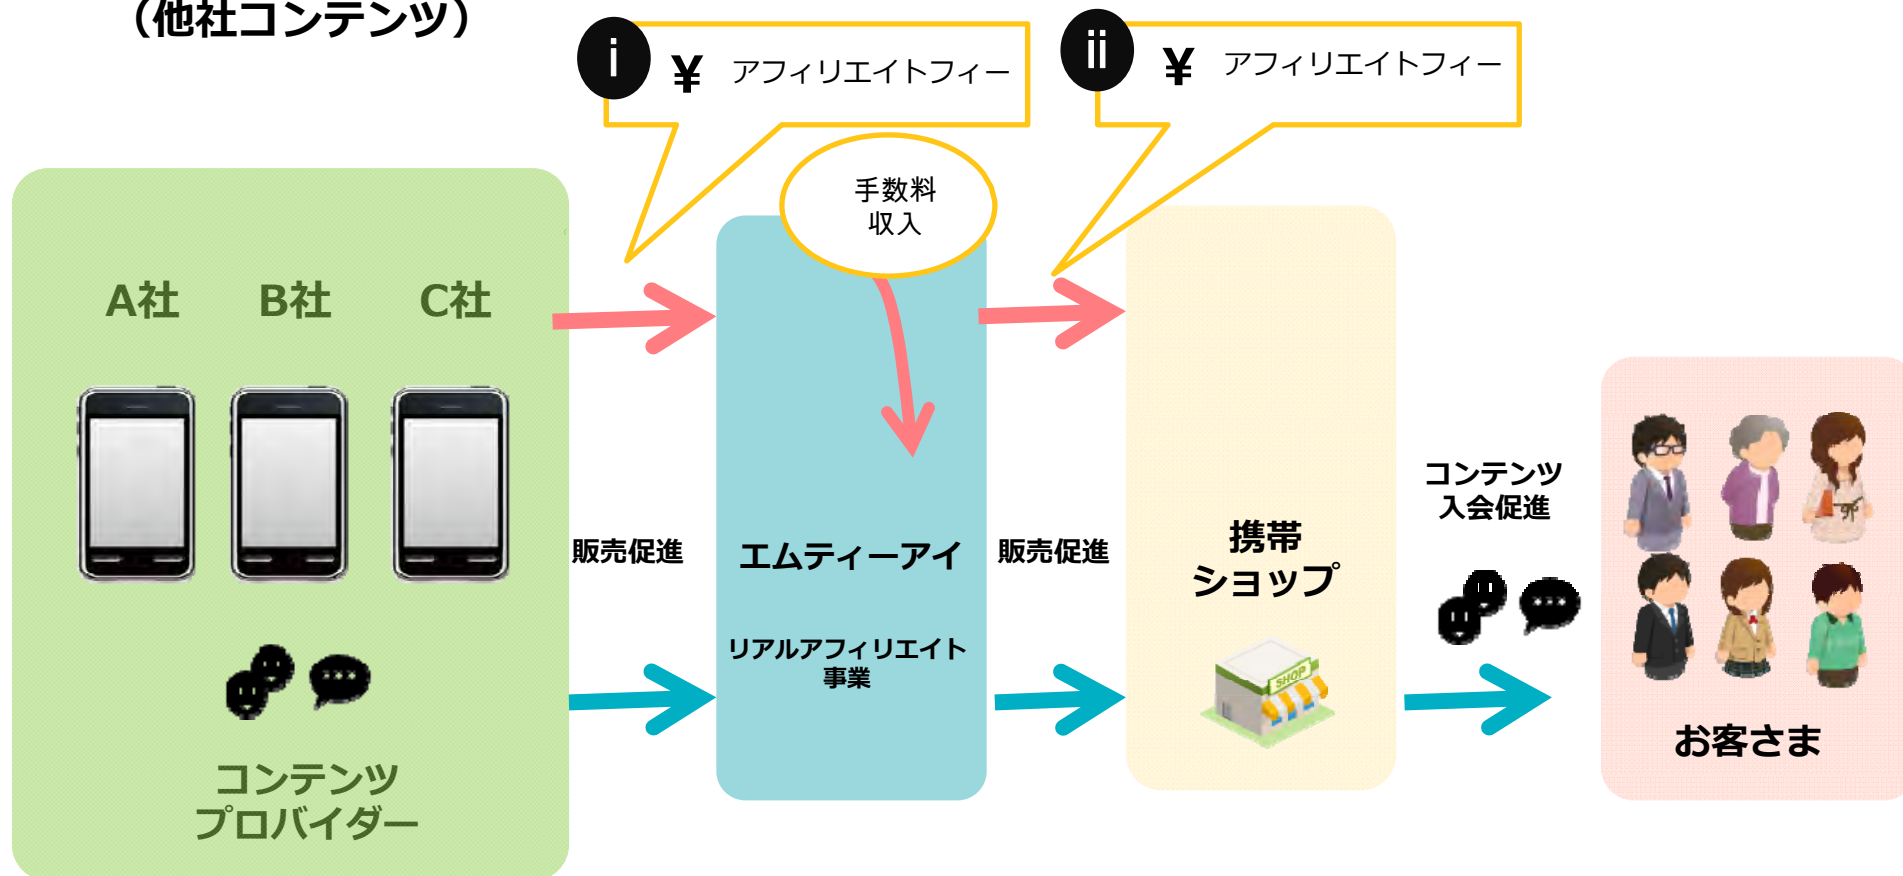 （他社コンテンツ）
ⅰ
¥ アフィリエイトフィー
ⅱ
¥ アフィリエイトフィー
手数料
収入
A社 B社 C社
販売促進
エムティーアイ
リアルアフィリエイト
事業
販売促進
携帯
ショップ
SHOP
コンテンツ
入会促進
お客さま
コンテンツ
プロバイダー